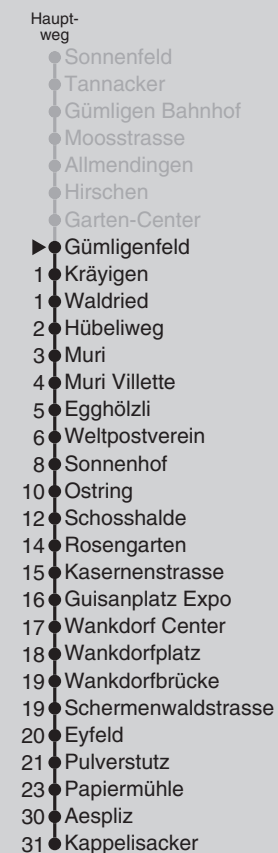 Haupt-
weg
Sonnenfeld
Tannacker
Gümligen Bahnhof
Moosstrasse
Allmendingen
Hirschen
Garten-Center
Gümligenfeld
1 Kräyigen
1 Waldried
2 Hübeliweg
3 Muri
4 Muri Villette
5 Egghölzli
6 Weltpostverein
8 Sonnenhof
10 Ostring
12 Schosshalde
14 Rosengarten
15 Kasernenstrasse
16 Guisanplatz Expo
17 Wankdorf Center
18 Wankdorfplatz
19 Wankdorfbrücke
19 Schermenwaldstrasse
20 Eyfeld
21 Pulverstutz
23 Papiermühle
30 Aespliz
31 Kappelisacker